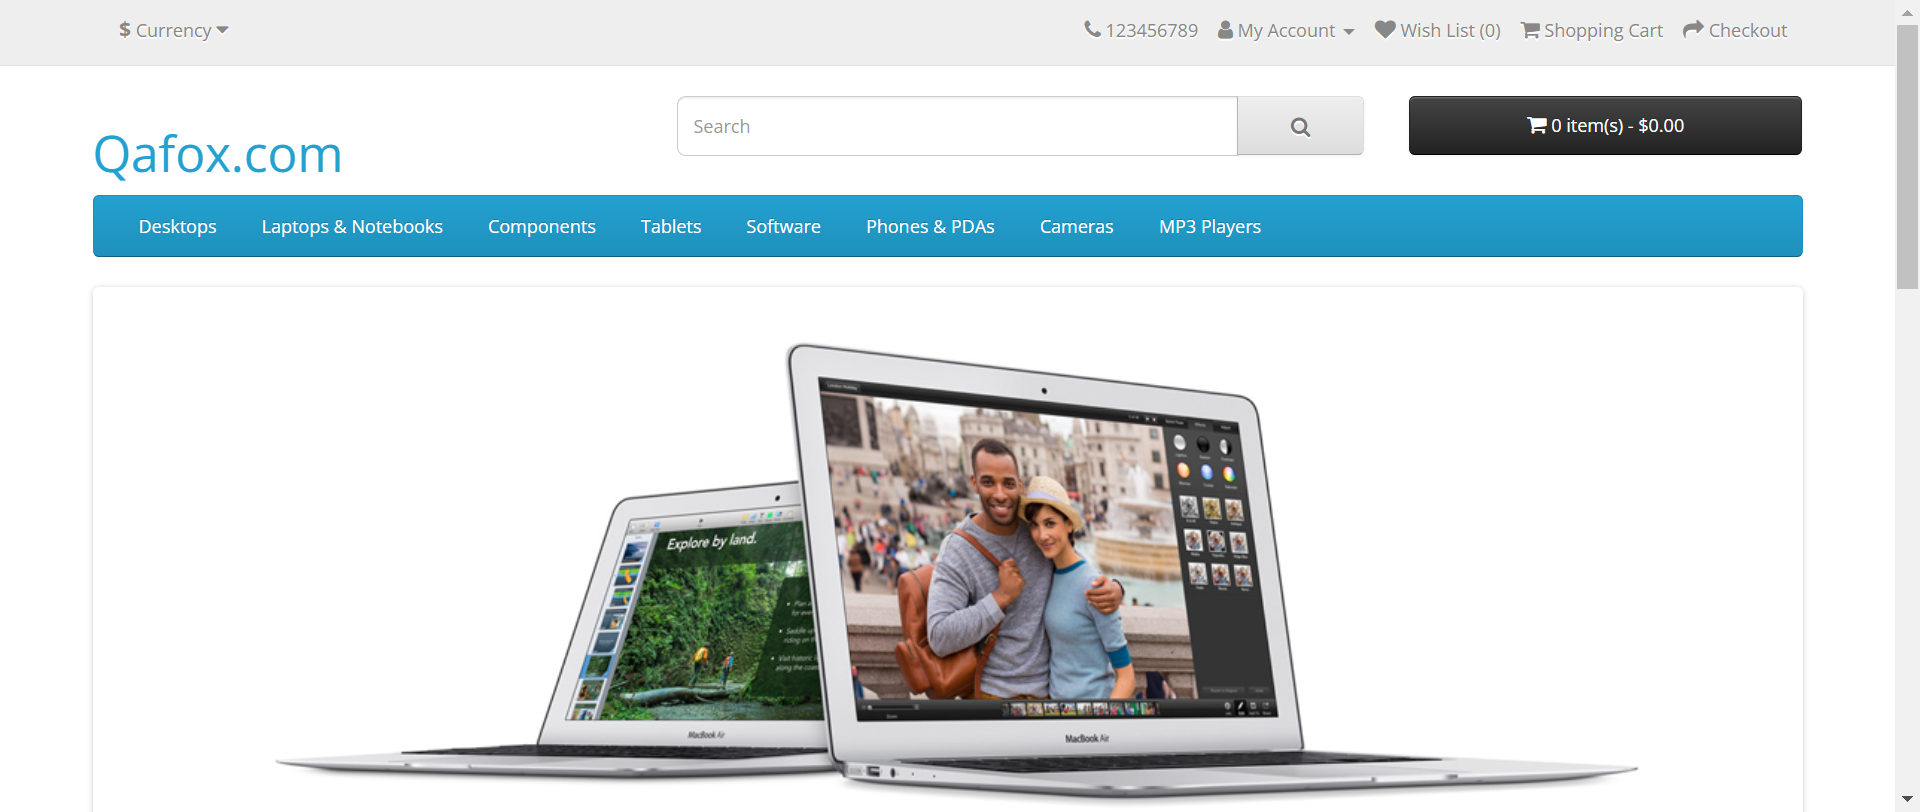 $ Currency
123456789 My Account Wish List (0) Shopping Cart Checkout
Search
0 item(s) - $0.00
Qafox.com
Desktops Laptops & Notebooks Components Tablets Software Phones & PDAs Cameras MP3 Players
Explore by land.
MacBook Air
MacBook Air